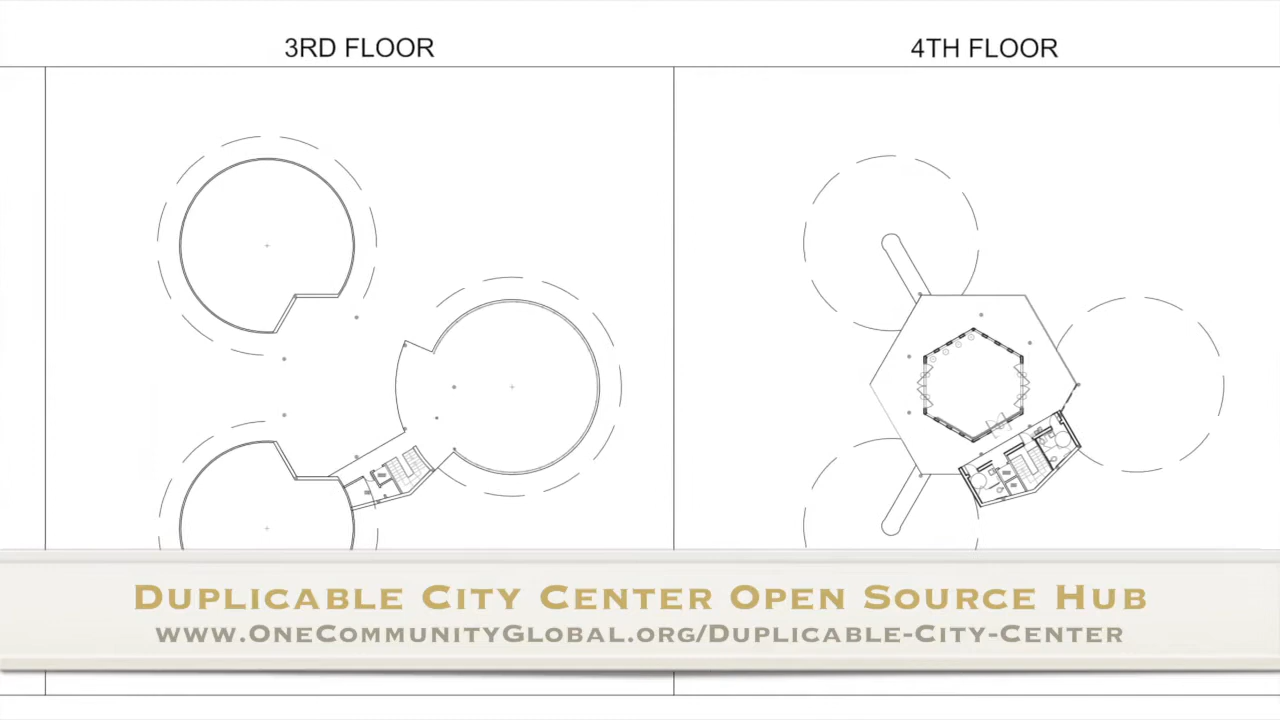 3RD FLOOR
4TH FLOOR
Duplicable City Center Open Source Hub
www.OneCommunityGlobal.org/Duplicable-City-Center